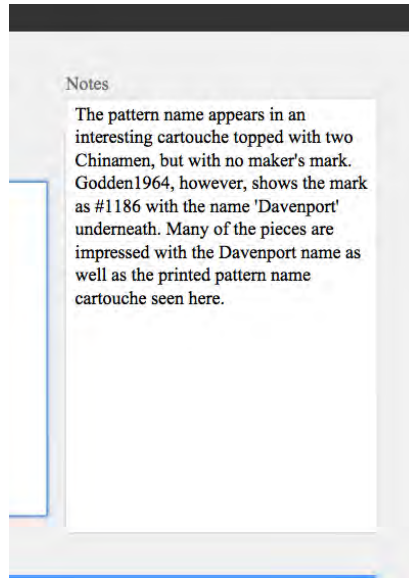 Notes
The pattern name appears in an
interesting cartouche topped with two
Chinamen, but with no maker's mark.
Godden1964, however, shows the mark
as #1186 with the name 'Davenport'
underneath. Many of the pieces are
impressed with the Davenport name as
well as the printed pattern name
cartouche seen here.